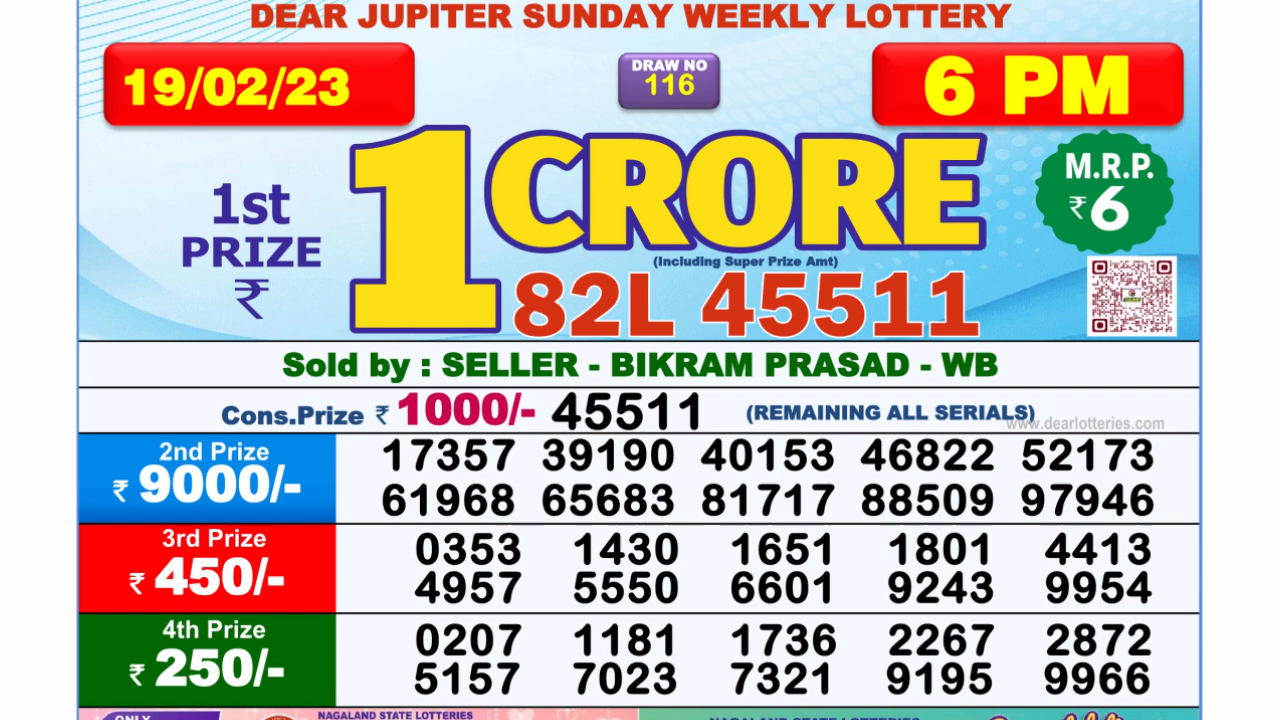 DEAR JUPITER SUNDAY WEEKLY LOTTERY
19/02/23
DRAW NO
116
6 PM
1st
PRIZE
₹
1 CRORE
(Including Super Prize Amt)
82L 45511
M.R.P.
₹6
Sold by : SELLER - BIKRAM PRASAD - WB
Cons.Prize ₹ 1000/- 45511 (REMAINING ALL SERIALS)
www.dearlotteries.com
2nd Prize
₹ 9000/-
17357 39190 40153 46822 52173
61968 65683 81717 88509 97946
3rd Prize
₹ 450/-
0353 1430 1651 1801 4413
4957 5550 6601 9243 9954
4th Prize
₹ 250/-
0207 1181 1736 2267 2872
5157 7023 7321 9195 9966
ONLY
NAGALAND STATE LOTTERIES
NAGALAND STATE LOTTERIES